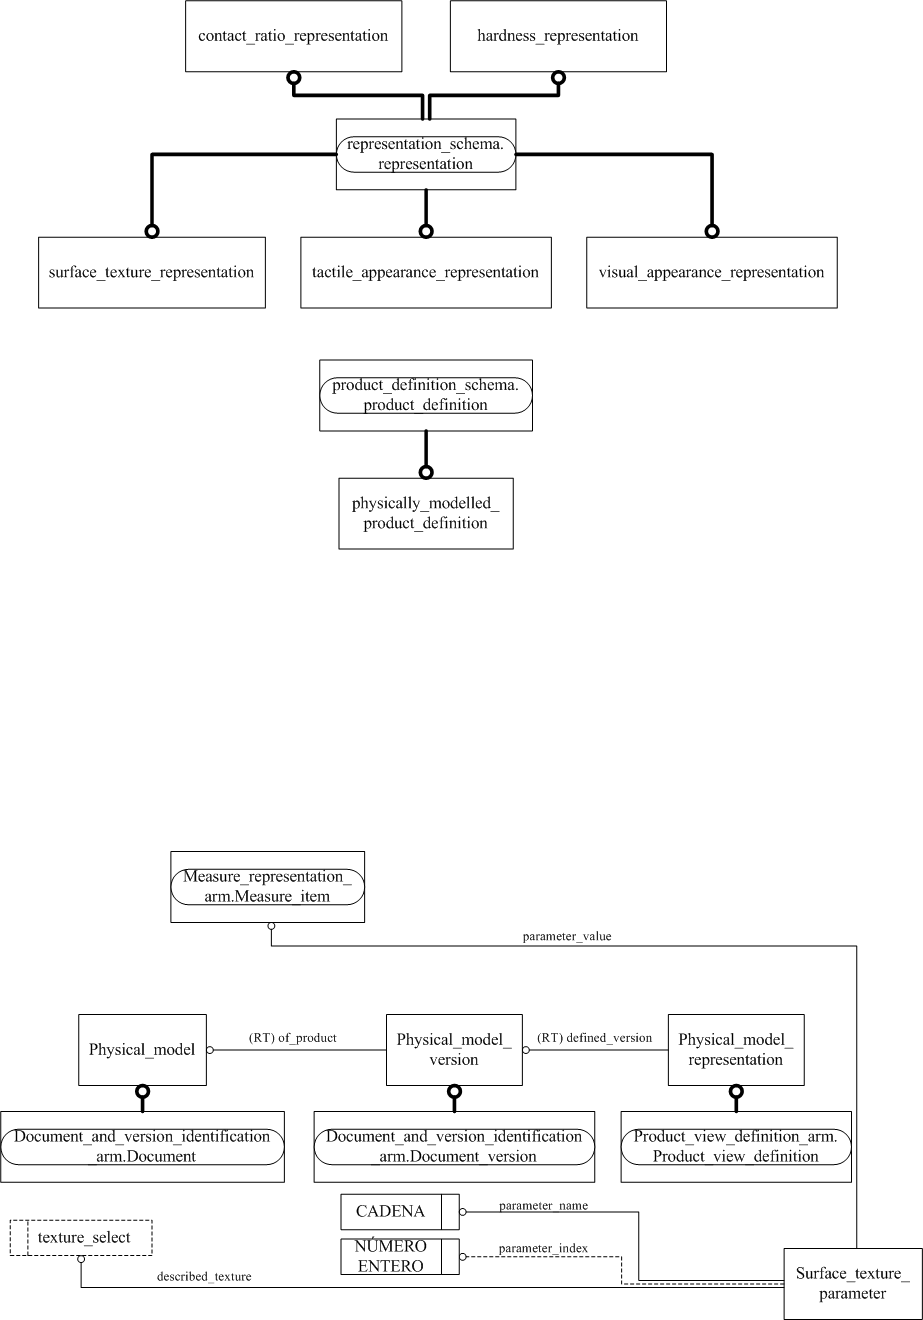 contact_ratio_representation
hardness_representation
representation_schema.
representation
surface_texture_representation
tactile_appearance_representation
visual_appearance_representation
product_definition_schema.
product_definition
physically_modelled_
product_definition
Measure_representation_
arm.Measure_item
parameter_value
Physical_model
(RT) of_product
Physical_model_
version
(RT) defined_version
Physical_model_
representation
Document_and_version_identification
_arm.Document
Document_and_version_identification
_arm.Document_version
Product_view_definition_arm.
Product_view_definition
CADENA
parameter_name
texture_select
NÚMERO
ENTERO
parameter_index
described_texture
Surface_texture_
parameter